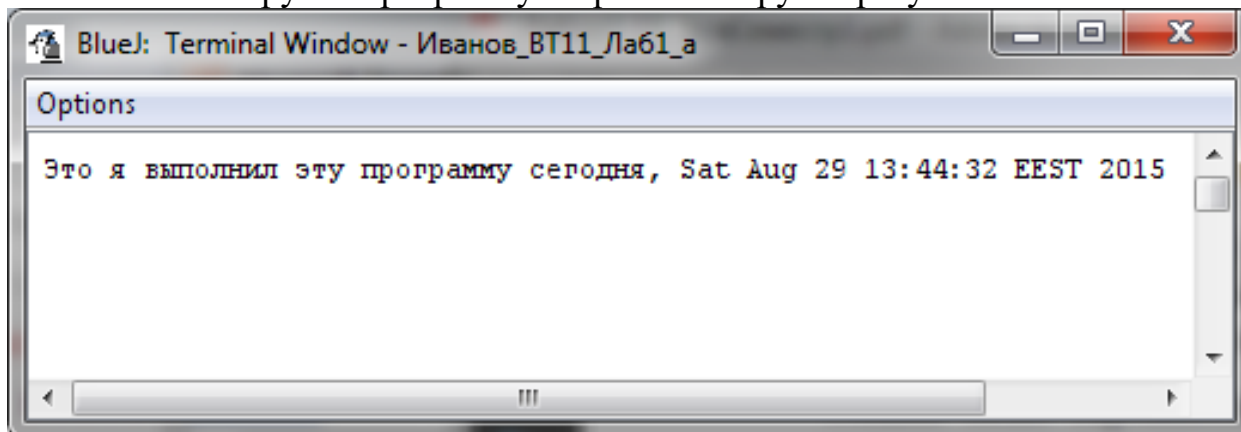 BlueJ: Terminal Window - Иванов_ВТ11_Лаб1_а
Options
Это я выполнил эту программу сегодня, Sat Aug 29 13:44:32 EEST 2015